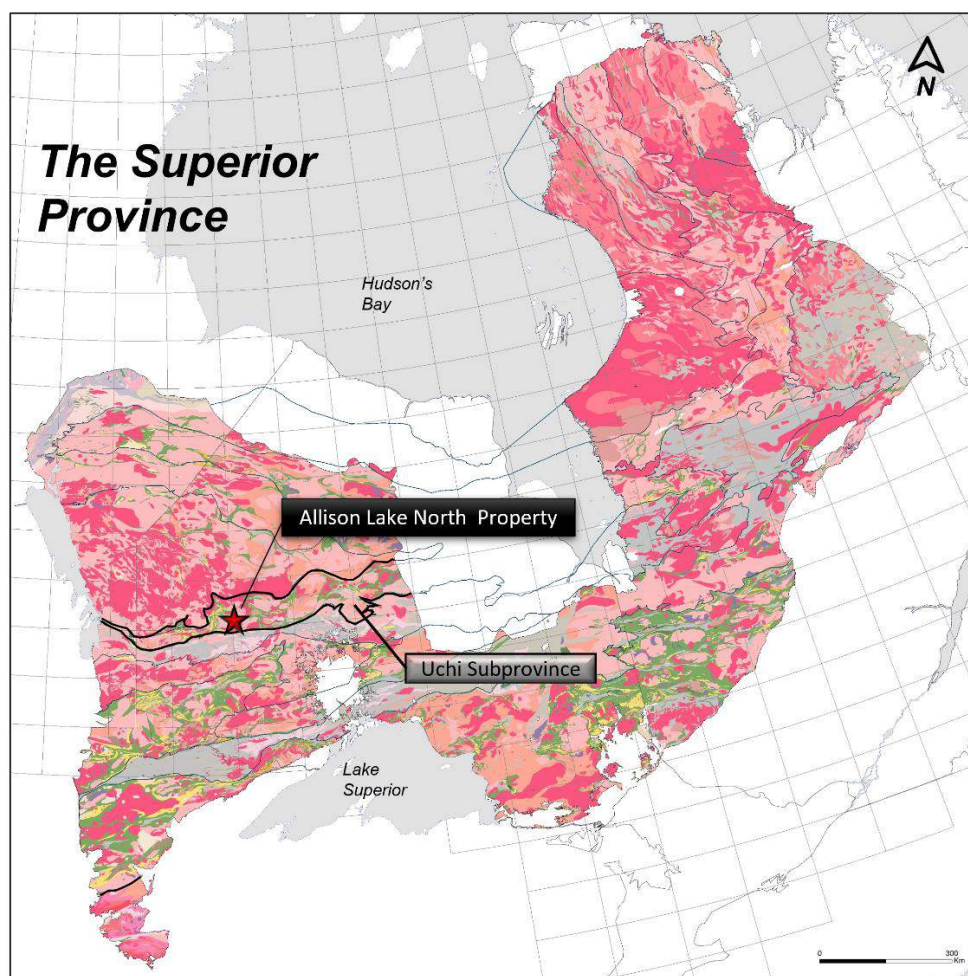 The Superior
Province
N
Hudson's
Bay
Allison Lake North Property
Uchi Subprovince
Lake
Superior
0
300
Km